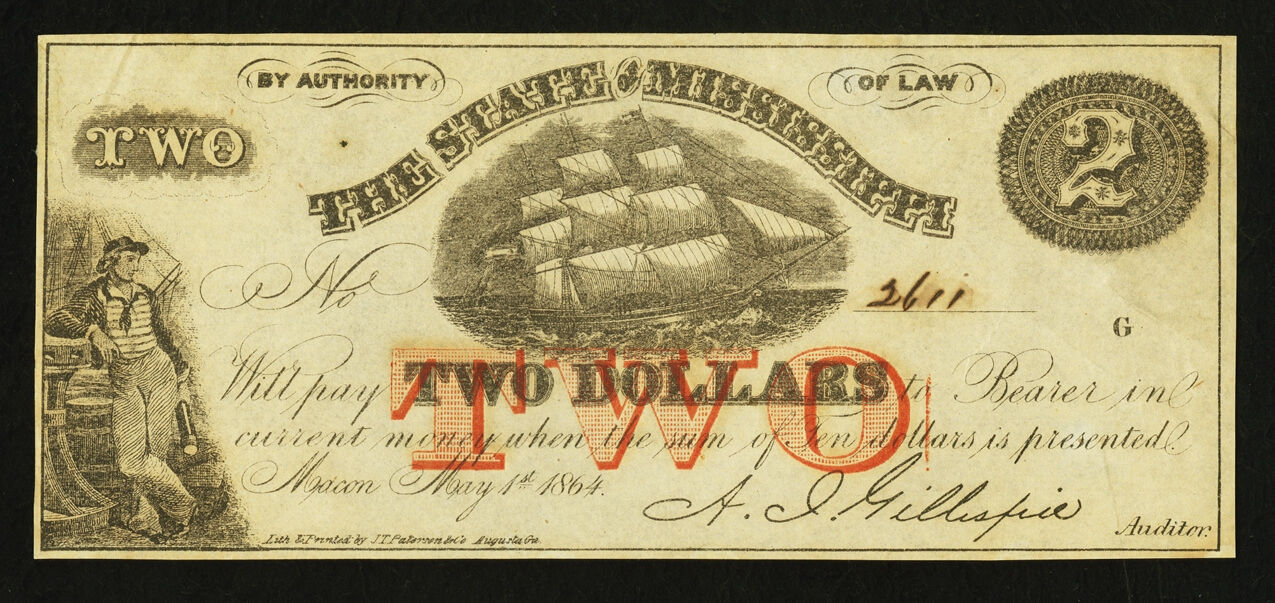 BY AUTHORITY OF LAW
THE STATE OF MISSISSIPPI
TWO
2
No 2611
G
Will pay TWO DOLLARS to Bearer in
TWO
current money when the sum of Ten dollars is presented
Macon May 1st 1864.
A. J. Gillespie
Auditor.
Lith & Printed by J.T. Paterson & Co Augusta Ga.